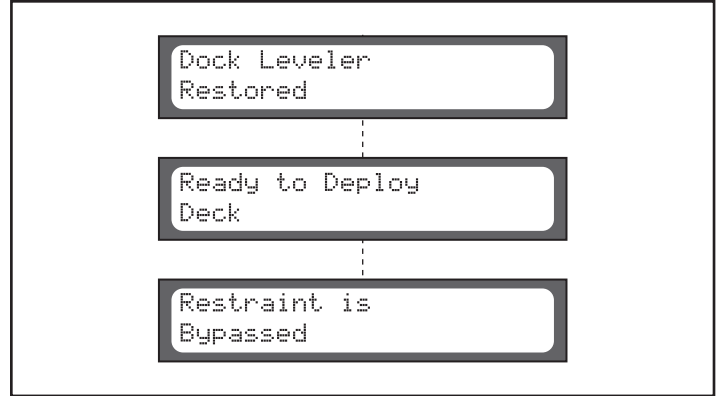 Dock Leveler
Restored
Ready to Deploy
Deck
Restraint is
Bypassed